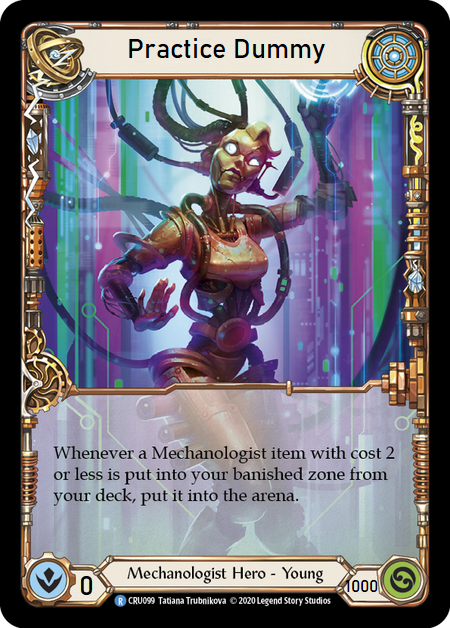 Practice Dummy
Whenever a Mechanologist item with cost 2
or less is put into your banished zone from
your deck, put it into the arena.
0
Mechanologist Hero - Young
1000
R CRU099 Tatiana Trubnikova © 2020 Legend Story Studios